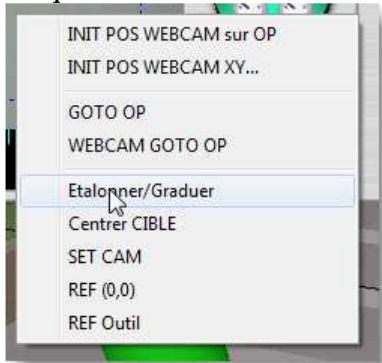 INIT POS WEBCAM sur OP
INIT POS WEBCAM XY...
GOTO OP
WEBCAM GOTO OP
Etalonner/Graduer
Centrer CIBLE
SET CAM
REF (0,0)
REF Outil